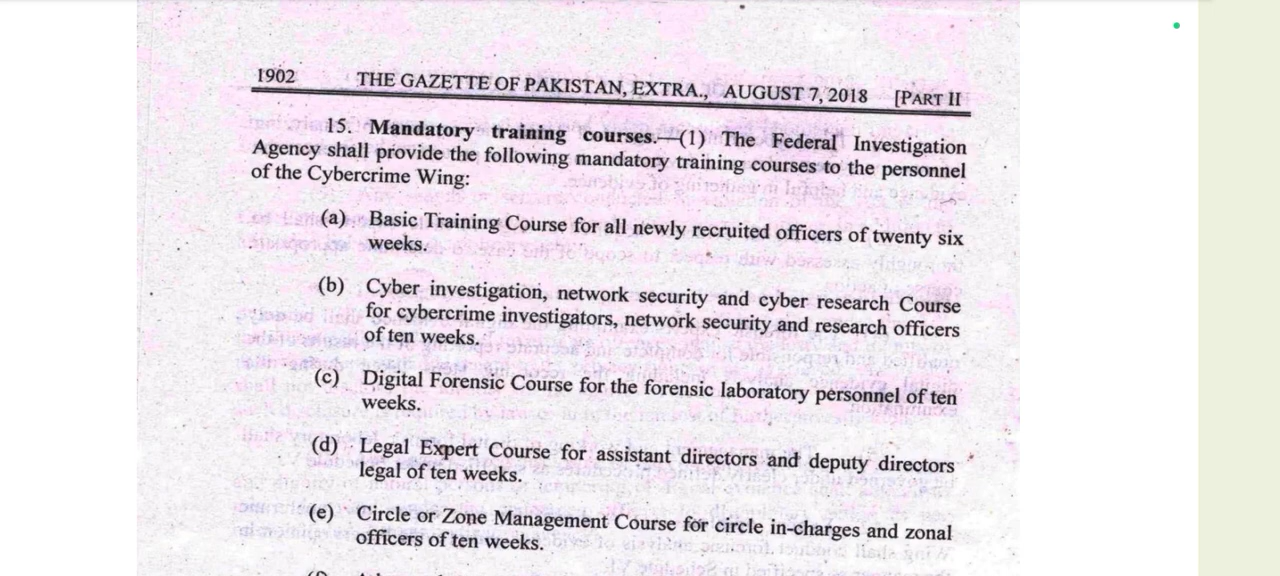 1902 THE GAZETTE OF PAKISTAN, EXTRA., AUGUST 7, 2018 [PART II
15. Mandatory training courses.—(1) The Federal Investigation
Agency shall provide the following mandatory training courses to the personnel
of the Cybercrime Wing:
(a) Basic Training Course for all newly recruited officers of twenty six
weeks.
(b) Cyber investigation, network security and cyber research Course
for cybercrime investigators, network security and research officers
of ten weeks.
(c) Digital Forensic Course for the forensic laboratory personnel of ten
weeks.
(d) Legal Expert Course for assistant directors and deputy directors
legal of ten weeks.
(e) Circle or Zone Management Course for circle in-charges and zonal
officers of ten weeks.